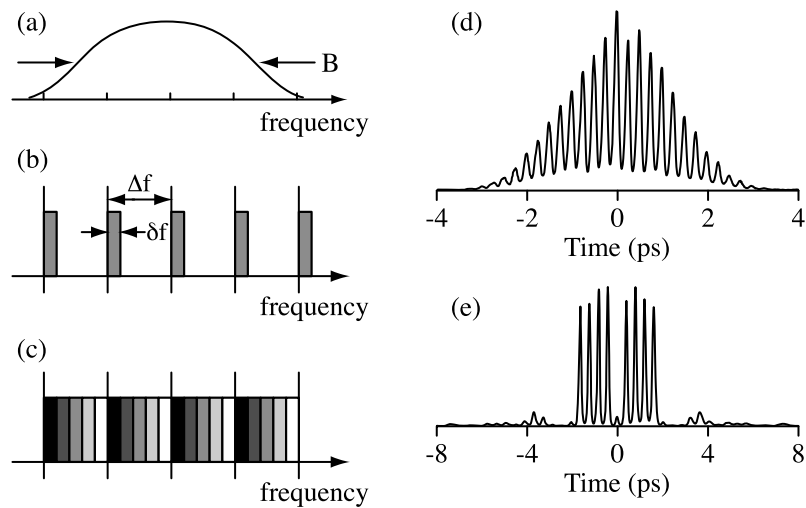 (a)
B
frequency
(b)
Δf
δf
frequency
(c)
frequency
(d)
-4 -2 0 2 4
Time (ps)
(e)
-8 -4 0 4 8
Time (ps)